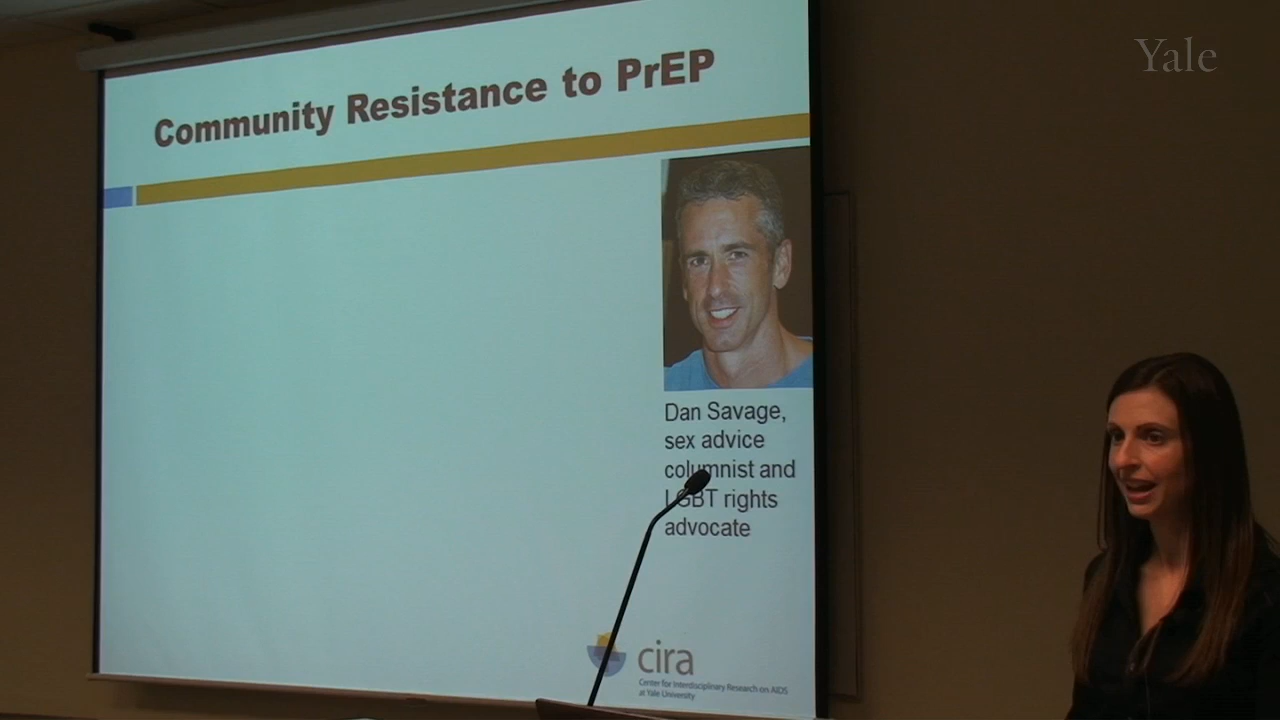 Yale
Community Resistance to PrEP
Dan Savage,
sex advice
columnist and
LGBT rights
advocate
cira
Center for Interdisciplinary Research on AIDS
at Yale University